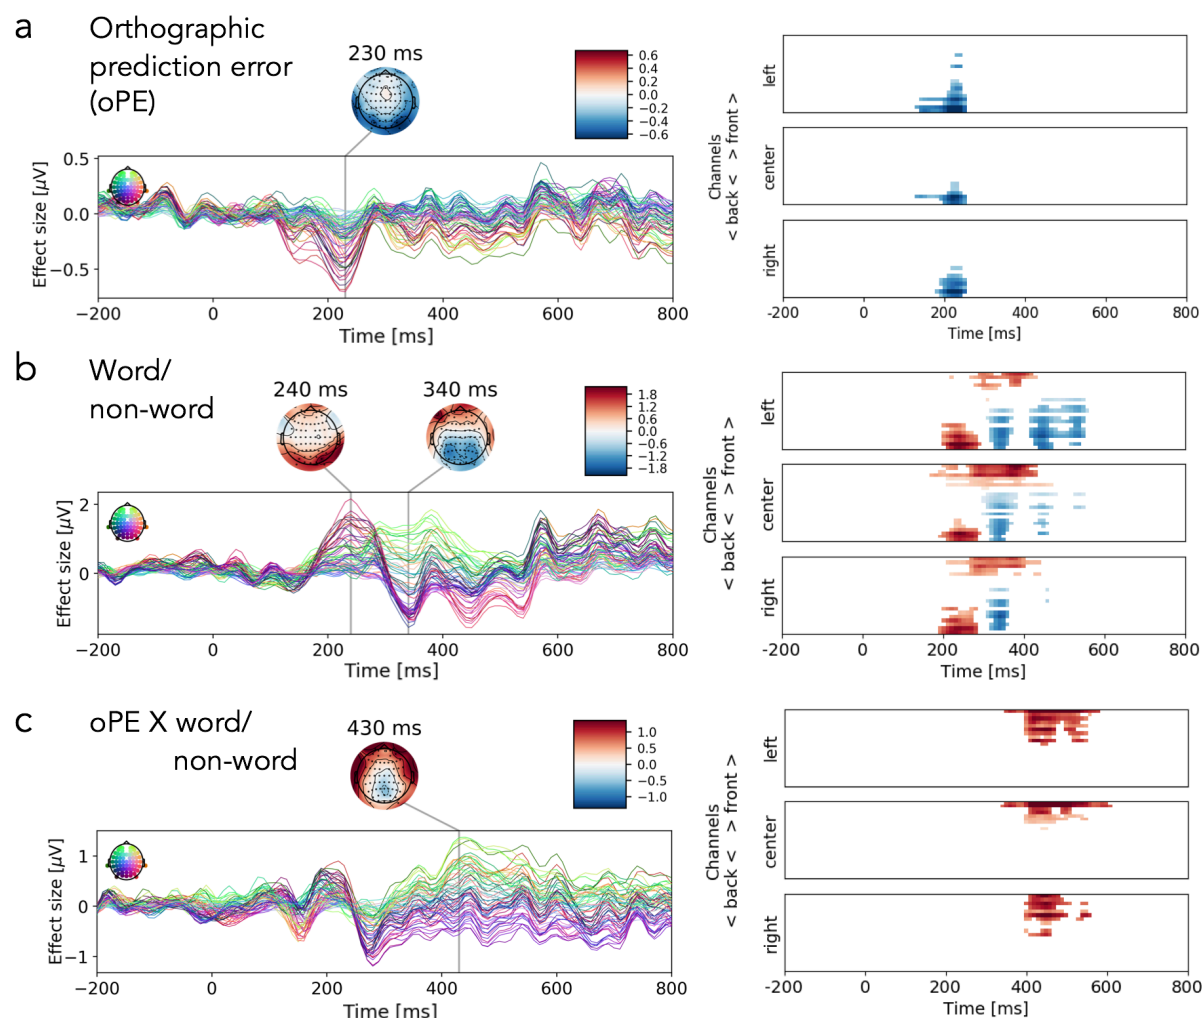 a
Orthographic
prediction error
(oPE)
230 ms
0.6
0.4
0.2
0.0
−0.2
−0.4
−0.6
0.5
0.0
−0.5
Effect size [μV]
−200 0 200 400 600 800
Time [ms]
Channels
< back < > front >
left
center
right
-200 0 200 400 600 800
Time [ms]
b
Word/
non-word
240 ms
340 ms
1.8
1.2
0.6
0.0
−0.6
−1.2
−1.8
2
0
Effect size [μV]
−200 0 200 400 600 800
Time [ms]
Channels
< back < > front >
left
center
right
-200 0 200 400 600 800
Time [ms]
c
oPE X word/
non-word
430 ms
1.0
0.5
0.0
−0.5
−1.0
1
0
−1
Effect size [μV]
−200 0 200 400 600 800
Time [ms]
Channels
< back < > front >
left
center
right
-200 0 200 400 600 800
Time [ms]